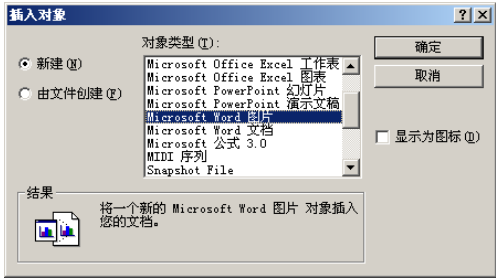 插入对象
对象类型(T):
新建(N)
由文件创建(F)
Microsoft Office Excel 工作表
Microsoft Office Excel 图表
Microsoft PowerPoint 幻灯片
Microsoft PowerPoint 演示文稿
Microsoft Word 图片
Microsoft Word 文档
Microsoft 公式 3.0
MIDI 序列
Snapshot File
确定
取消
显示为图标(D)
结果
将一个新的 Microsoft Word 图片 对象插入
您的文档。